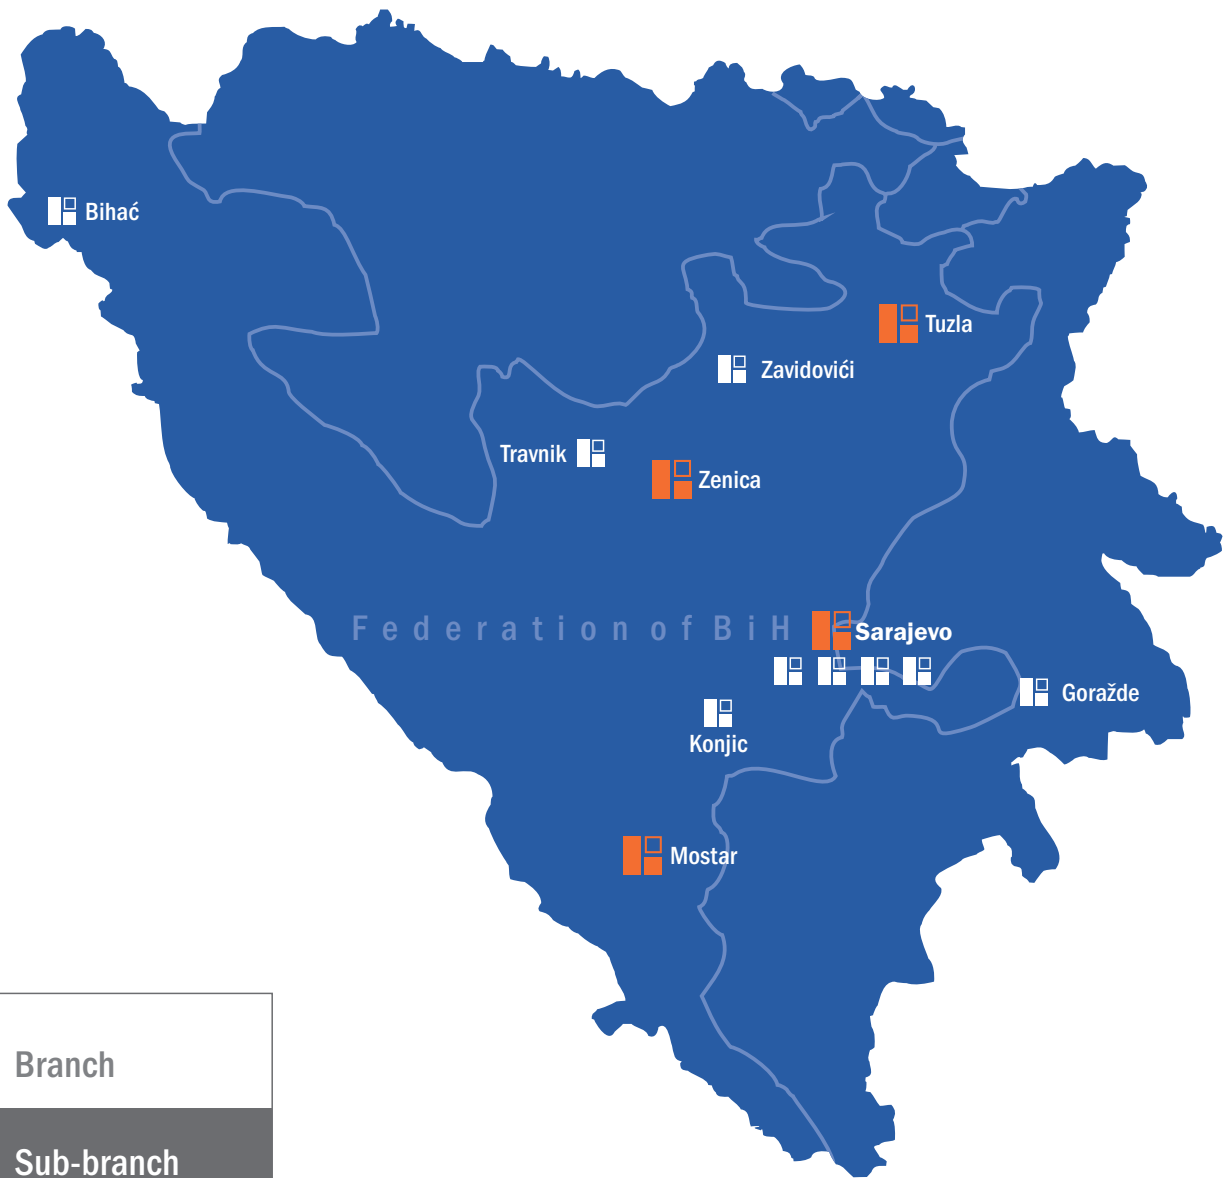 Bihać
Tuzla
Zavidovići
Travnik
Zenica
Federation of BiH
Sarajevo
Goražde
Konjic
Mostar
Branch
Sub-branch